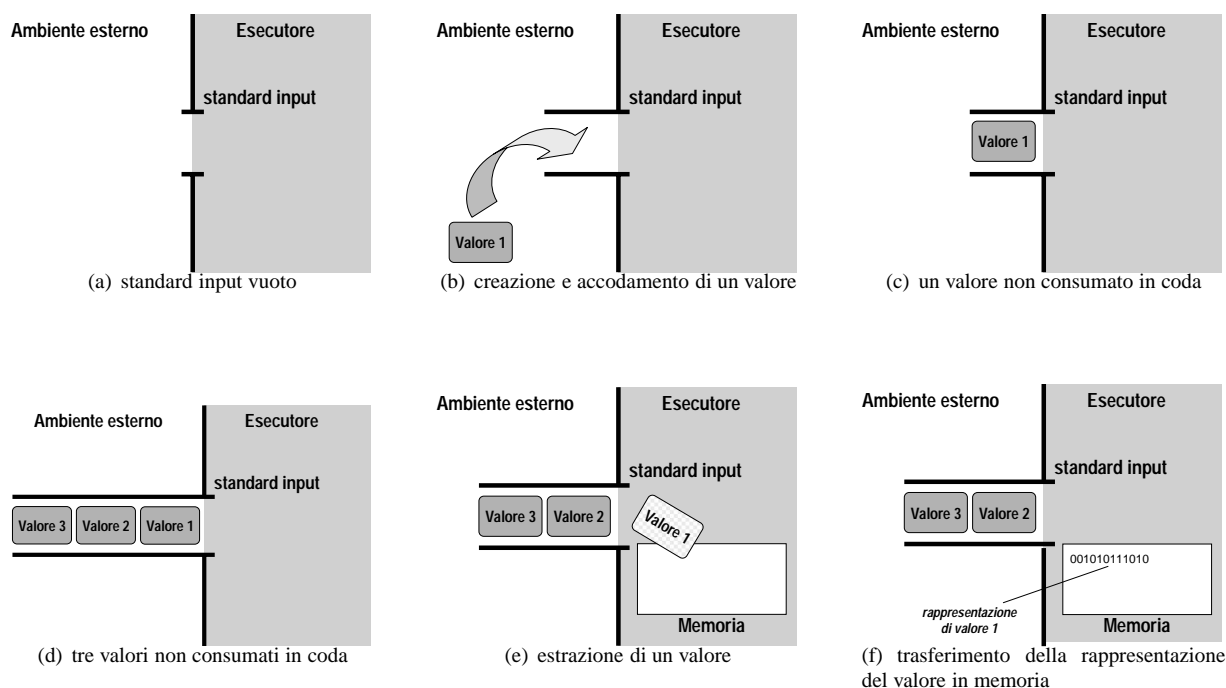 Ambiente esterno
Esecutore
standard input
(a) standard input vuoto
Ambiente esterno
Esecutore
standard input
Valore 1
(b) creazione e accodamento di un valore
Ambiente esterno
Esecutore
standard input
Valore 1
(c) un valore non consumato in coda
Ambiente esterno
Esecutore
standard input
Valore 3 Valore 2 Valore 1
(d) tre valori non consumati in coda
Ambiente esterno
Esecutore
standard input
Valore 3 Valore 2 Valore 1
Memoria
(e) estrazione di un valore
Ambiente esterno
Esecutore
standard input
Valore 3 Valore 2
001010111010
rappresentazione
di valore 1
Memoria
(f) trasferimento della rappresentazione
del valore in memoria